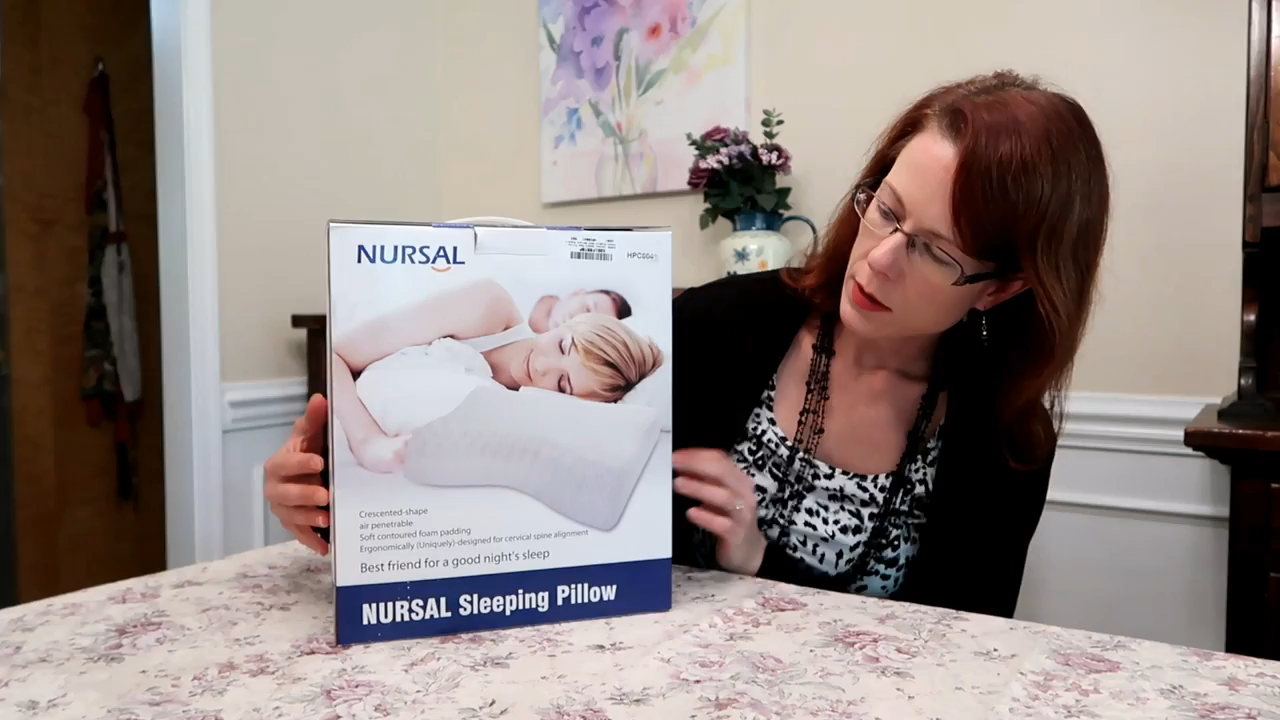 NURSAL
Crescented-shape
air penetrable
Soft contoured foam padding
Ergonomically (Uniquely)-designed for cervical spine alignment
Best friend for a good night's sleep
NURSAL Sleeping Pillow